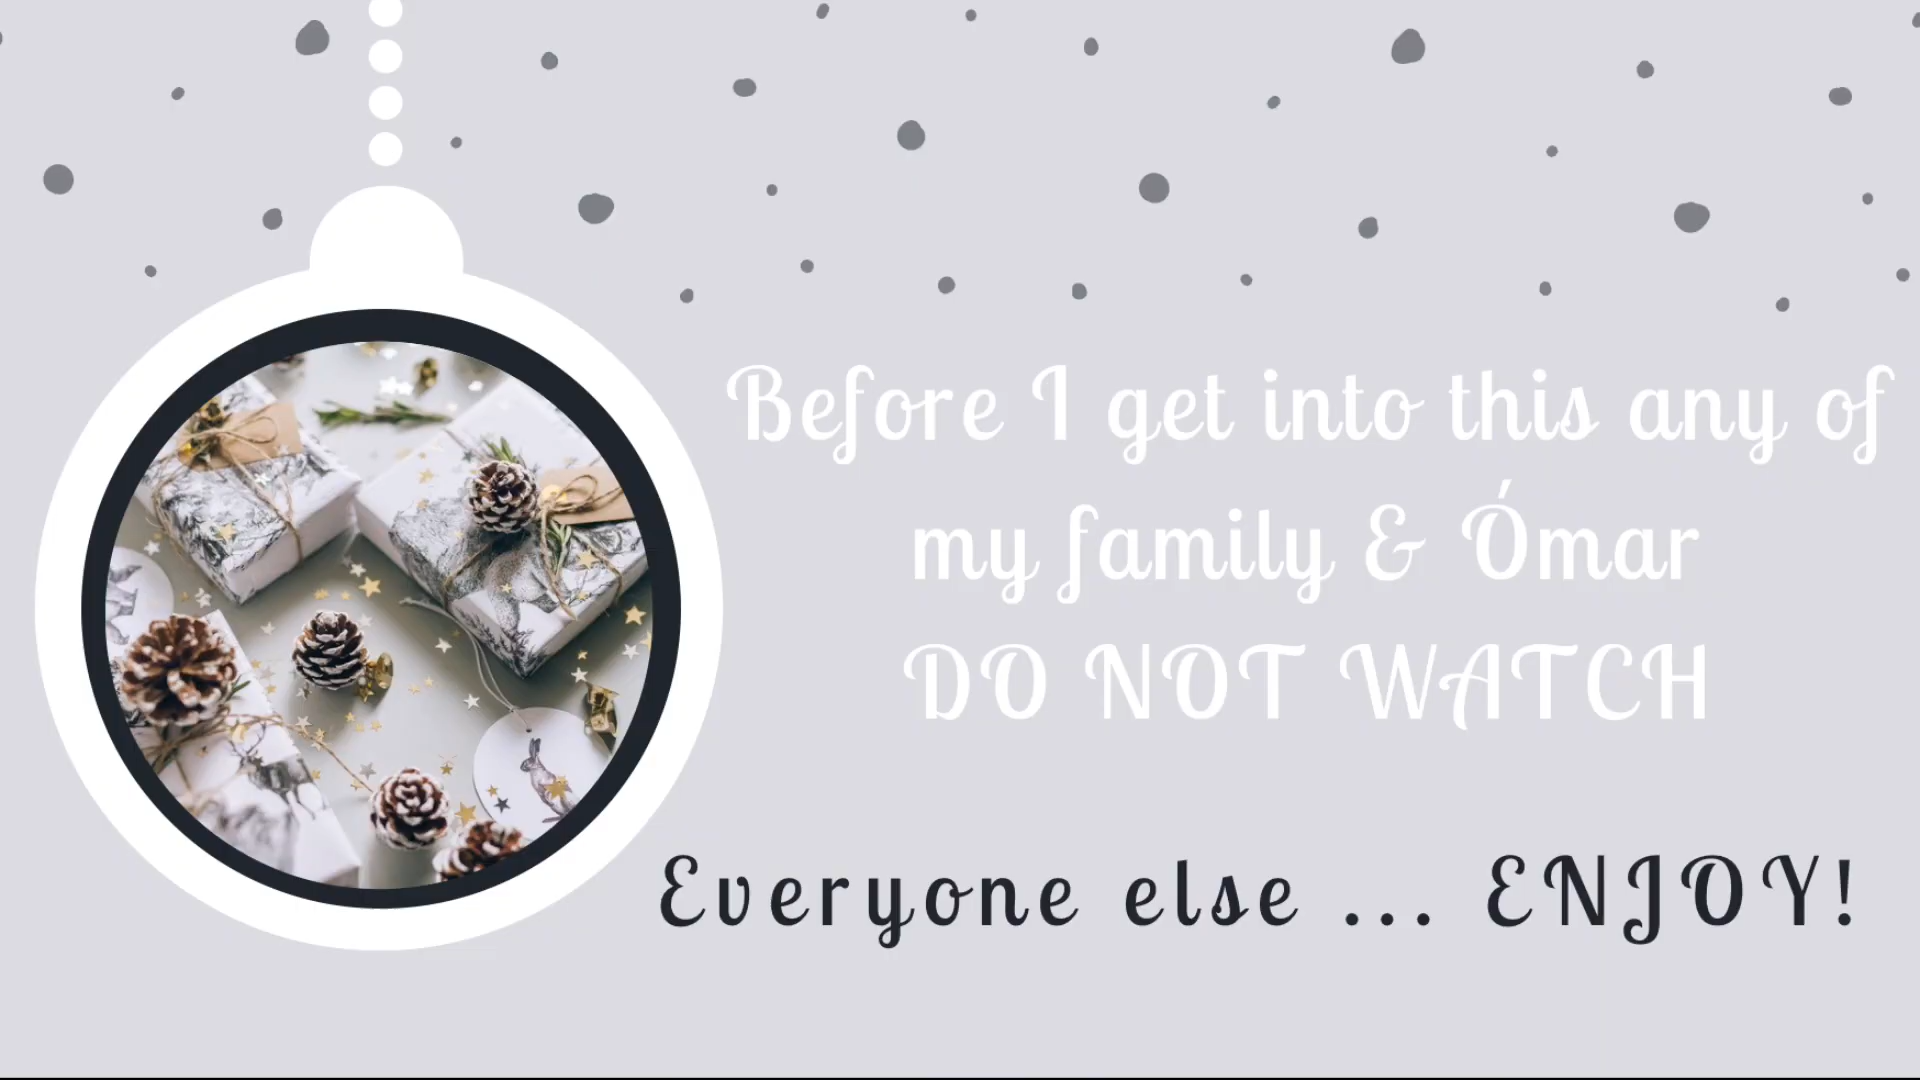 Before I get into this any of
my family & Ómar
DO NOT WATCH
Everyone else ... ENJOY!